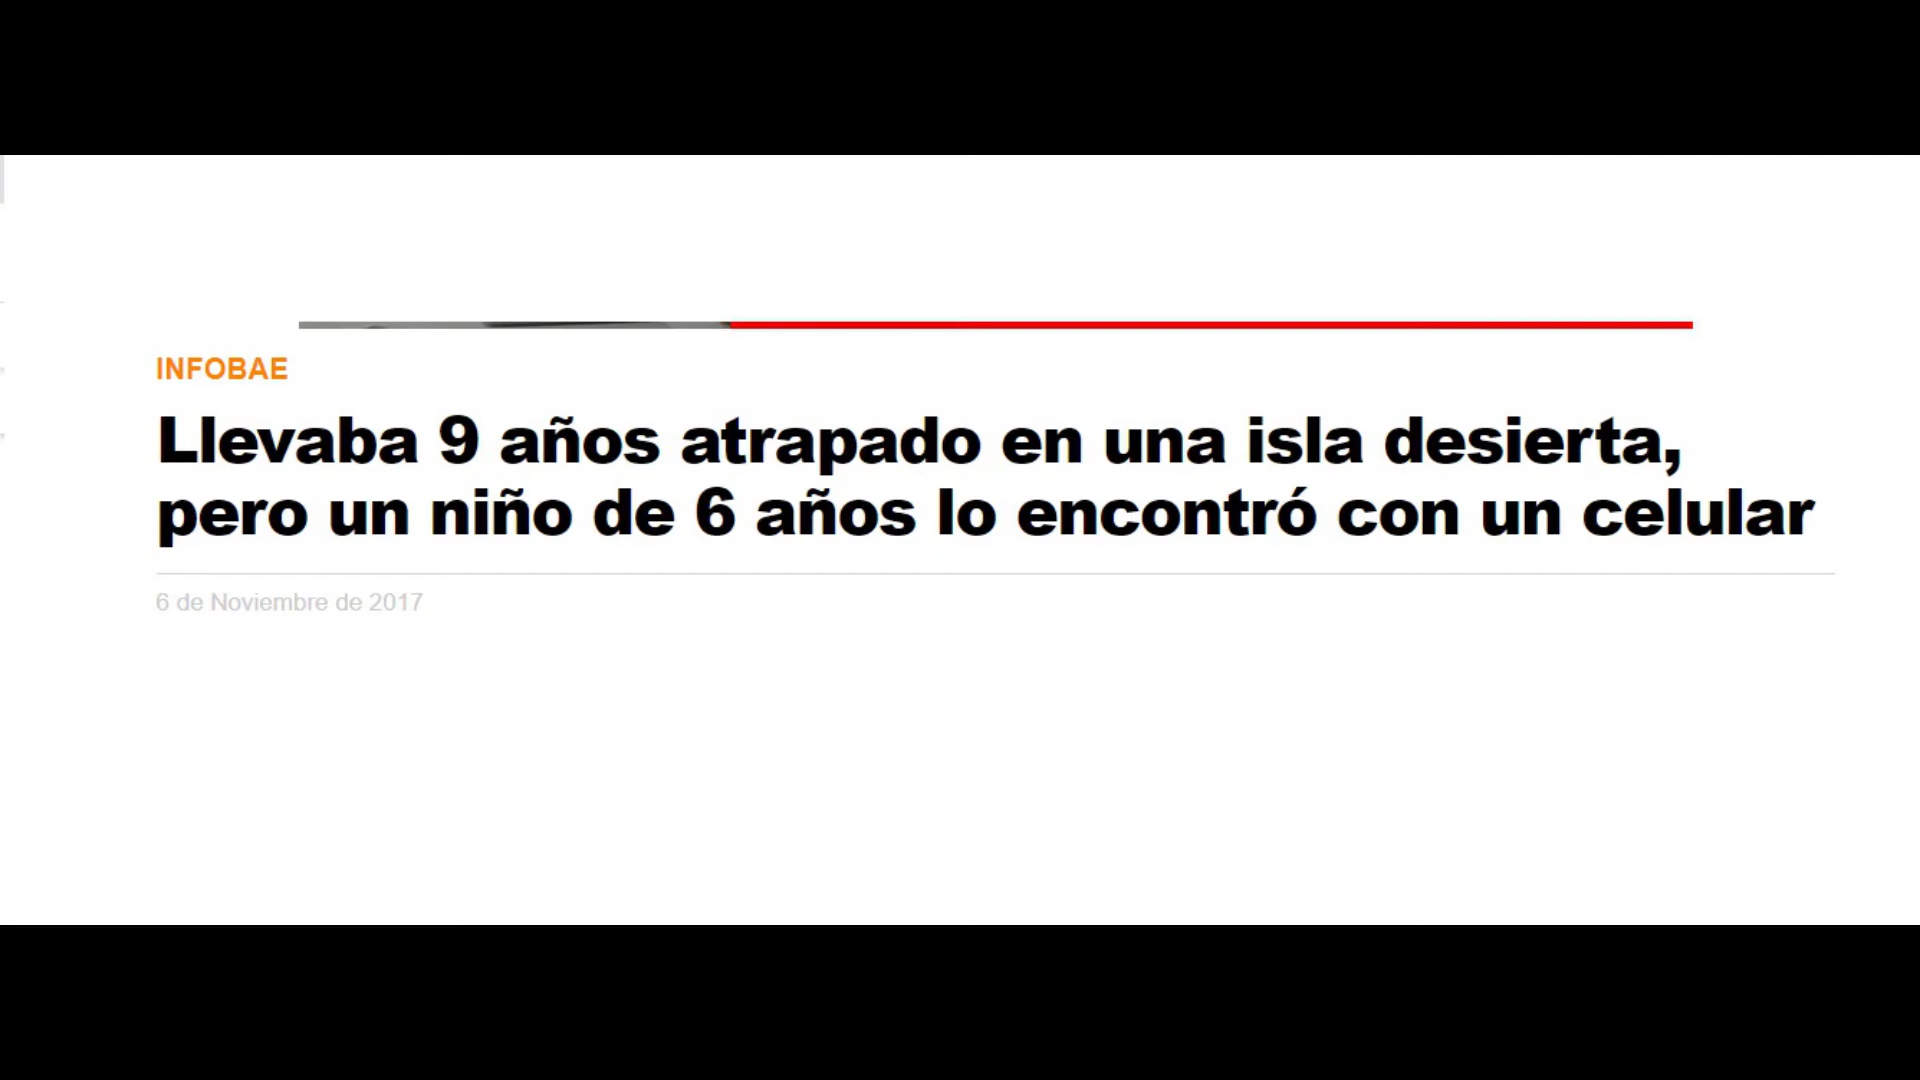 INFOBAE
Llevaba 9 años atrapado en una isla desierta,
pero un niño de 6 años lo encontró con un celular
6 de Noviembre de 2017